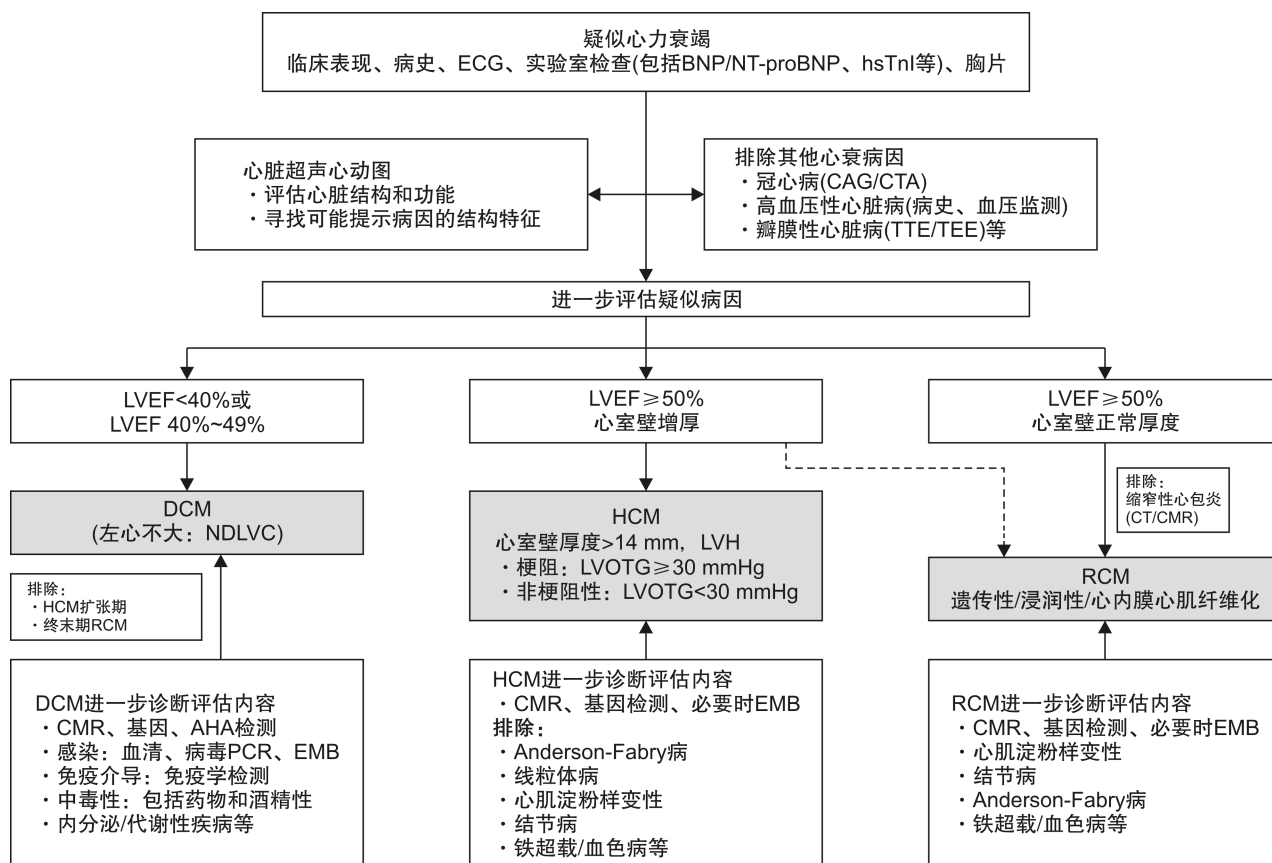 疑似心力衰竭
临床表现、病史、ECG、实验室检查(包括BNP/NT-proBNP、hsTnI等)、胸片
心脏超声心动图
・评估心脏结构和功能
・寻找可能提示病因的结构特征
排除其他心衰病因
・冠心病(CAG/CTA)
・高血压性心脏病(病史、血压监测)
・瓣膜性心脏病(TTE/TEE)等
进一步评估疑似病因
LVEF<40%或
LVEF 40%~49%
LVEF≥50%
心室壁增厚
LVEF≥50%
心室壁正常厚度
DCM
(左心不大：NDLVC)
HCM
心室壁厚度>14 mm，LVH
・梗阻：LVOTG≥30 mmHg
・非梗阻性：LVOTG<30 mmHg
排除：
缩窄性心包炎
(CT/CMR)
RCM
遗传性/浸润性/心内膜心肌纤维化
排除：
・HCM扩张期
・终末期RCM
DCM进一步诊断评估内容
・CMR、基因、AHA检测
・感染：血清、病毒PCR、EMB
・免疫介导：免疫学检测
・中毒性：包括药物和酒精性
・内分泌/代谢性疾病等
HCM进一步诊断评估内容
・CMR、基因检测、必要时EMB
排除：
・Anderson-Fabry病
・线粒体病
・心肌淀粉样变性
・结节病
・铁超载/血色病等
RCM进一步诊断评估内容
・CMR、基因检测、必要时EMB
・心肌淀粉样变性
・结节病
・Anderson-Fabry病
・铁超载/血色病等